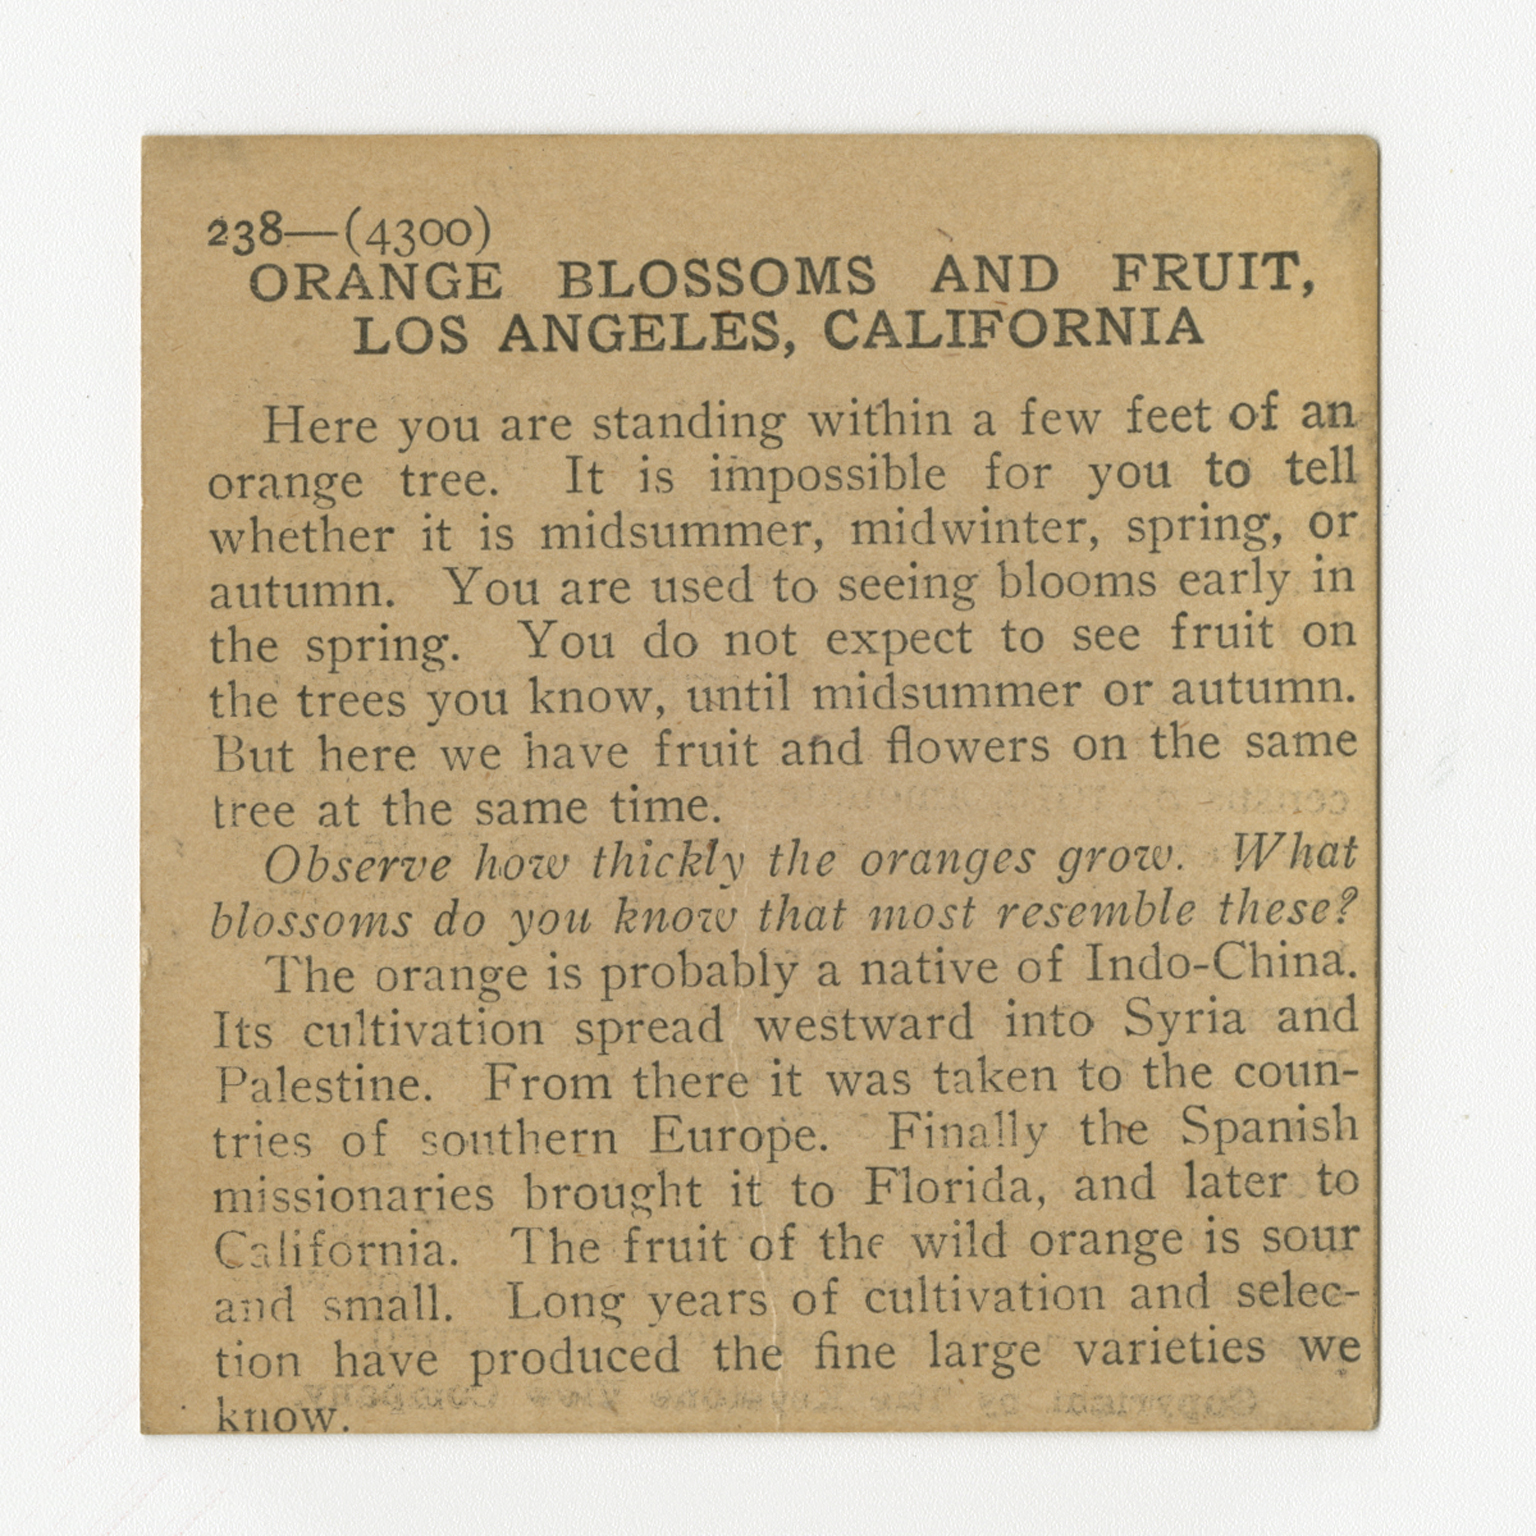 238—(4300)
ORANGE BLOSSOMS AND FRUIT,
LOS ANGELES, CALIFORNIA
Here you are standing within a few feet of an
orange tree. It is impossible for you to tell
whether it is midsummer, midwinter, spring, or
autumn. You are used to seeing blooms early in
the spring. You do not expect to see fruit on
the trees you know, until midsummer or autumn.
But here we have fruit and flowers on the same
tree at the same time.
Observe how thickly the oranges grow. What
blossoms do you know that most resemble these?
The orange is probably a native of Indo-China.
Its cultivation spread westward into Syria and
Palestine. From there it was taken to the coun-
tries of southern Europe. Finally the Spanish
missionaries brought it to Florida, and later to
California. The fruit of the wild orange is sour
and small. Long years of cultivation and selec-
tion have produced the fine large varieties we
know.